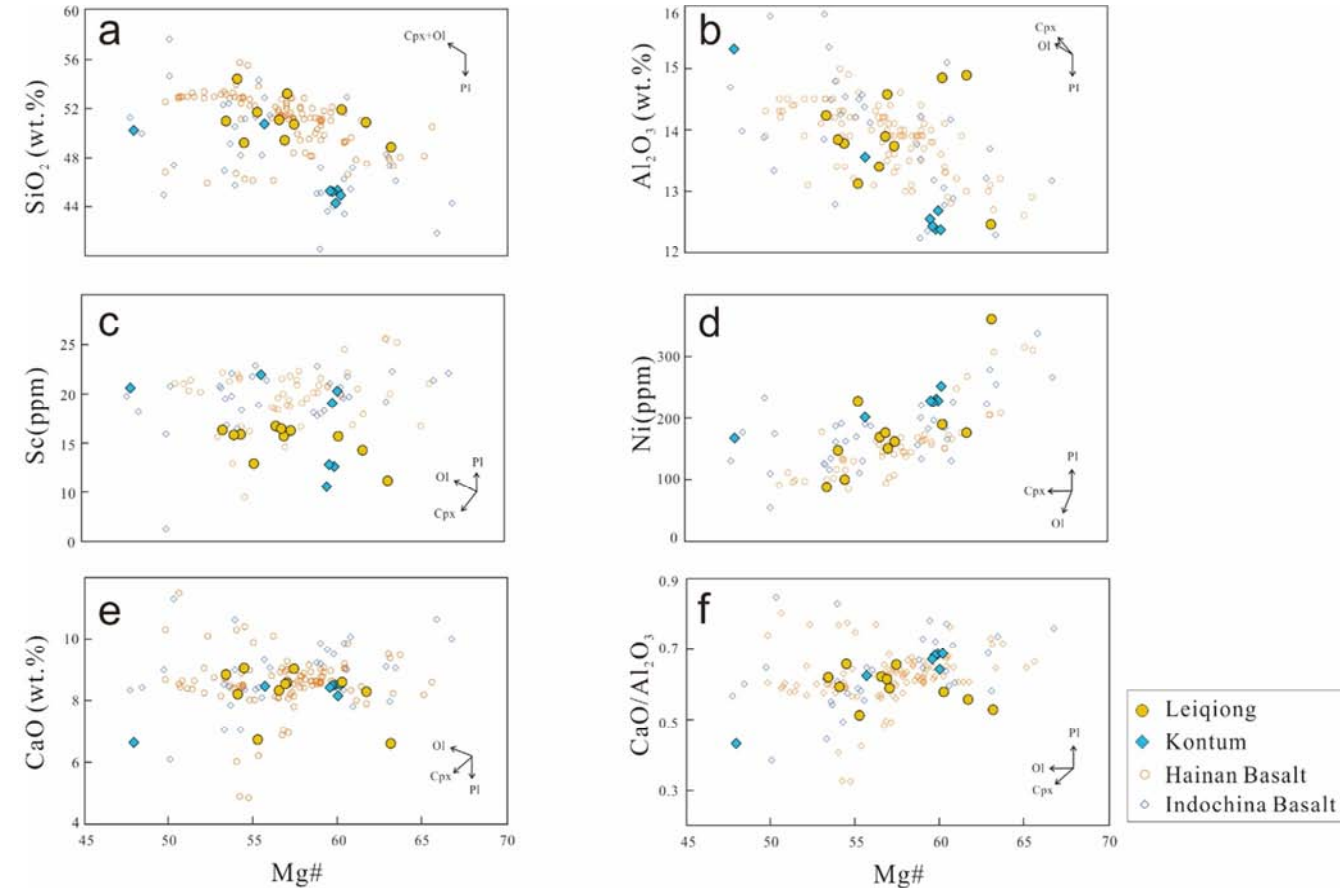 a
60
56
52
48
44
SiO2 (wt.%)
Cpx+Ol
Pl
b
16
15
14
13
12
Al2O3 (wt.%)
Cpx
Ol
Pl
c
25
20
15
10
0
Sc(ppm)
Ol
Pl
Cpx
d
300
200
100
0
Ni(ppm)
Pl
Cpx
Ol
e
10
8
6
4
CaO (wt.%)
Ol
Cpx
Pl
45 50 55 60 65 70
Mg#
f
0.9
0.7
0.5
0.3
CaO/Al2O3
Pl
Ol
Cpx
45 50 55 60 65 70
Mg#
Leiqiong
Kontum
Hainan Basalt
Indochina Basalt